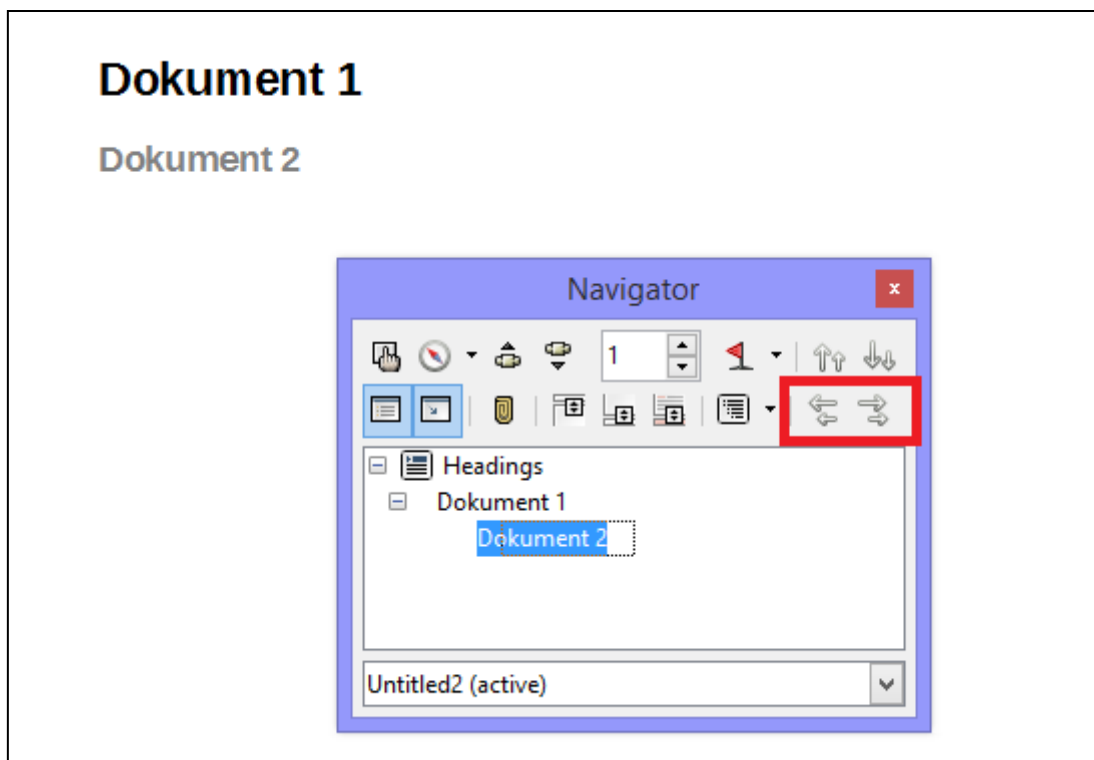 Dokument 1
Dokument 2
Navigator
1
Headings
Dokument 1
Dokument 2
Untitled2 (active)